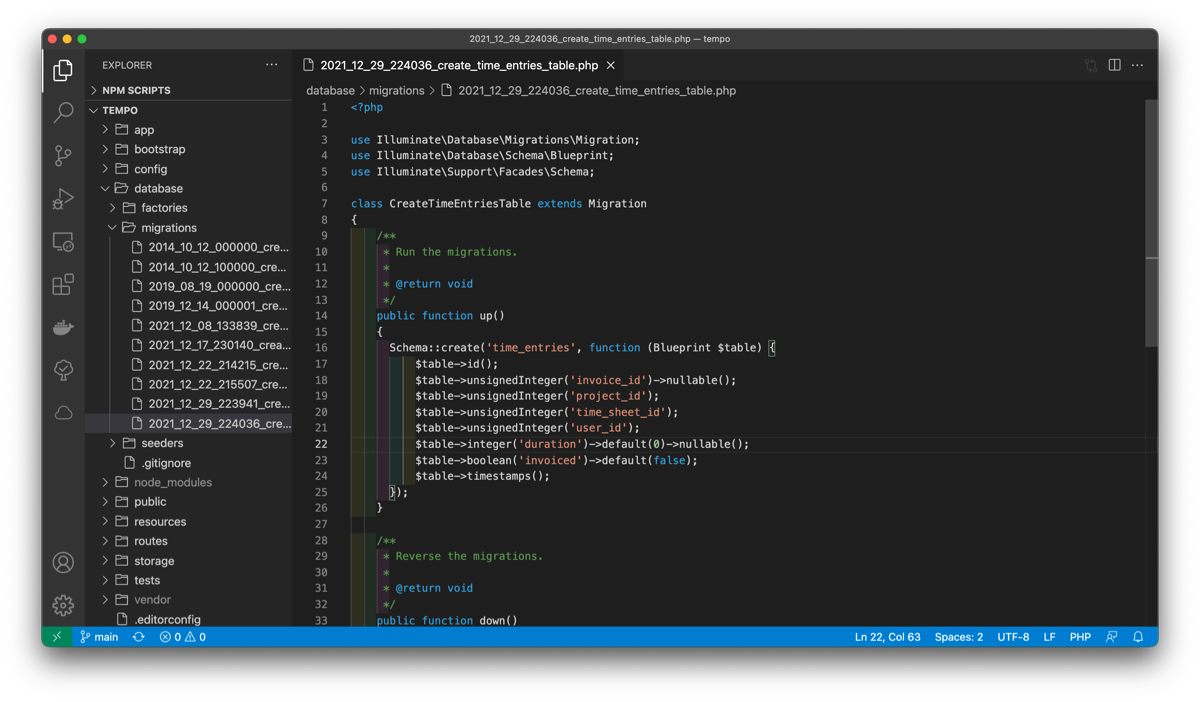 2021_12_29_224036_create_time_entries_table.php — tempo
EXPLORER
NPM SCRIPTS
TEMPO
app
bootstrap
config
database
factories
migrations
2014_10_12_000000_cre...
2014_10_12_100000_cre...
2019_08_19_000000_cre...
2019_12_14_000001_cre...
2021_12_08_133839_cre...
2021_12_17_230140_crea...
2021_12_22_214215_cre...
2021_12_22_215507_cre...
2021_12_29_223941_cre...
2021_12_29_224036_cre...
seeders
.gitignore
node_modules
public
resources
routes
storage
tests
vendor
.editorconfig
2021_12_29_224036_create_time_entries_table.php
database > migrations > 2021_12_29_224036_create_time_entries_table.php
1 <?php
2
3 use Illuminate\Database\Migrations\Migration;
4 use Illuminate\Database\Schema\Blueprint;
5 use Illuminate\Support\Facades\Schema;
6
7 class CreateTimeEntriesTable extends Migration
8 {
9 /**
10 * Run the migrations.
11 *
12 * @return void
13 */
14 public function up()
15 {
16 Schema::create('time_entries', function (Blueprint $table) {
17 $table->id();
18 $table->unsignedInteger('invoice_id')->nullable();
19 $table->unsignedInteger('project_id');
20 $table->unsignedInteger('time_sheet_id');
21 $table->unsignedInteger('user_id');
22 $table->integer('duration')->default(0)->nullable();
23 $table->boolean('invoiced')->default(false);
24 $table->timestamps();
25 });
26 }
27
28 /**
29 * Reverse the migrations.
30 *
31 * @return void
32 */
33 public function down()
main 0 0 Ln 22, Col 63 Spaces: 2 UTF-8 LF PHP